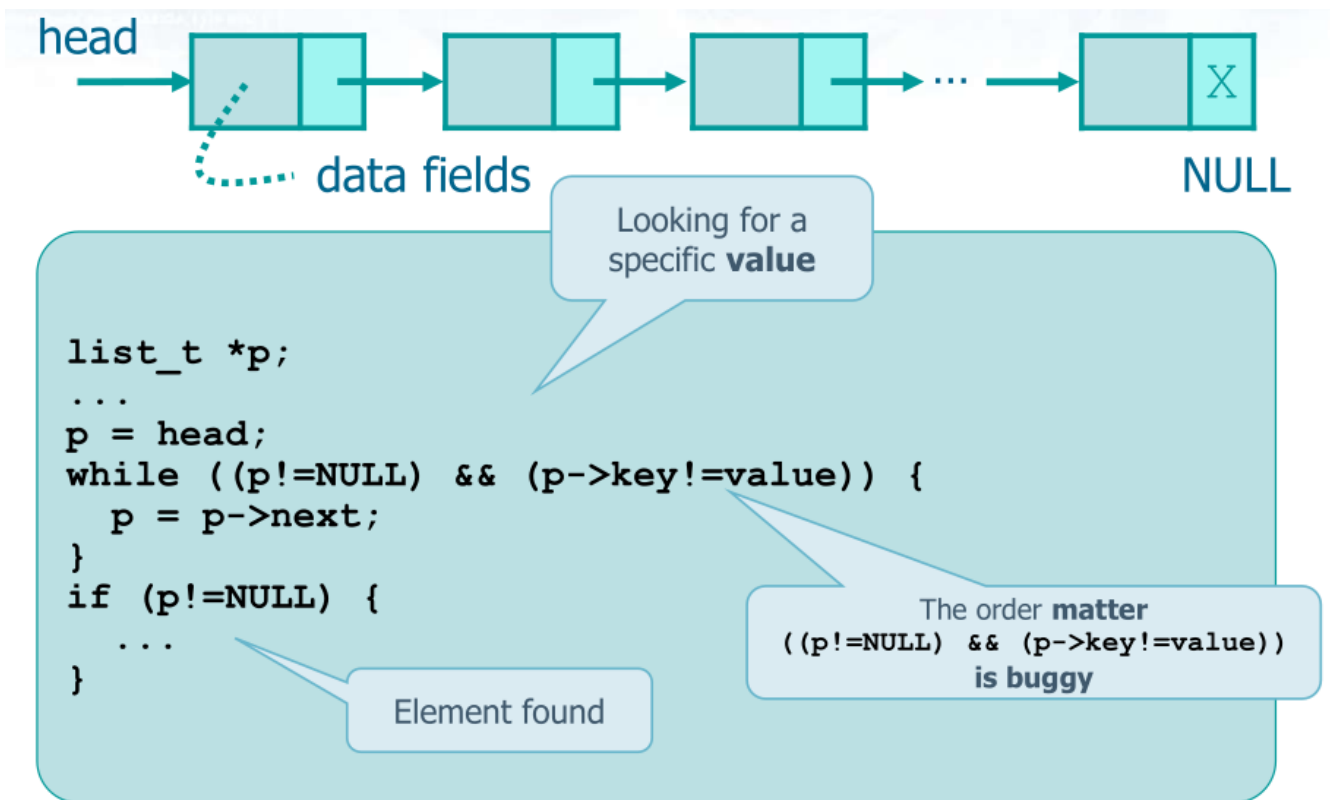 head
...
X
data fields
NULL
Looking for a
specific value
list_t *p;
...
p = head;
while ((p!=NULL) && (p->key!=value)) {
p = p->next;
}
if (p!=NULL) {
...
}
The order matter
((p!=NULL) && (p->key!=value))
is buggy
Element found